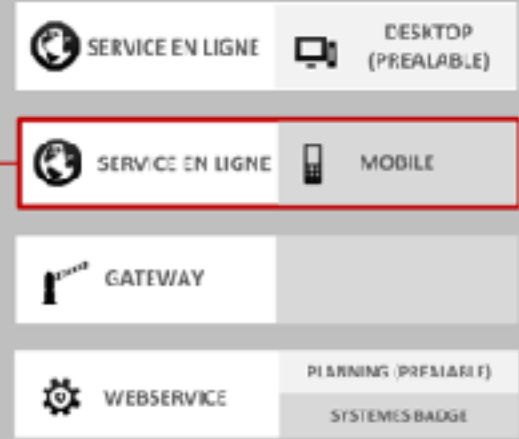 SERVICE EN LIGNE
DESKTOP
(PREALABLE)
SERVICE EN LIGNE
MOBILE
GATEWAY
WEBSERVICE
PLANNING (PREALABLE)
SYSTEMES BADGE